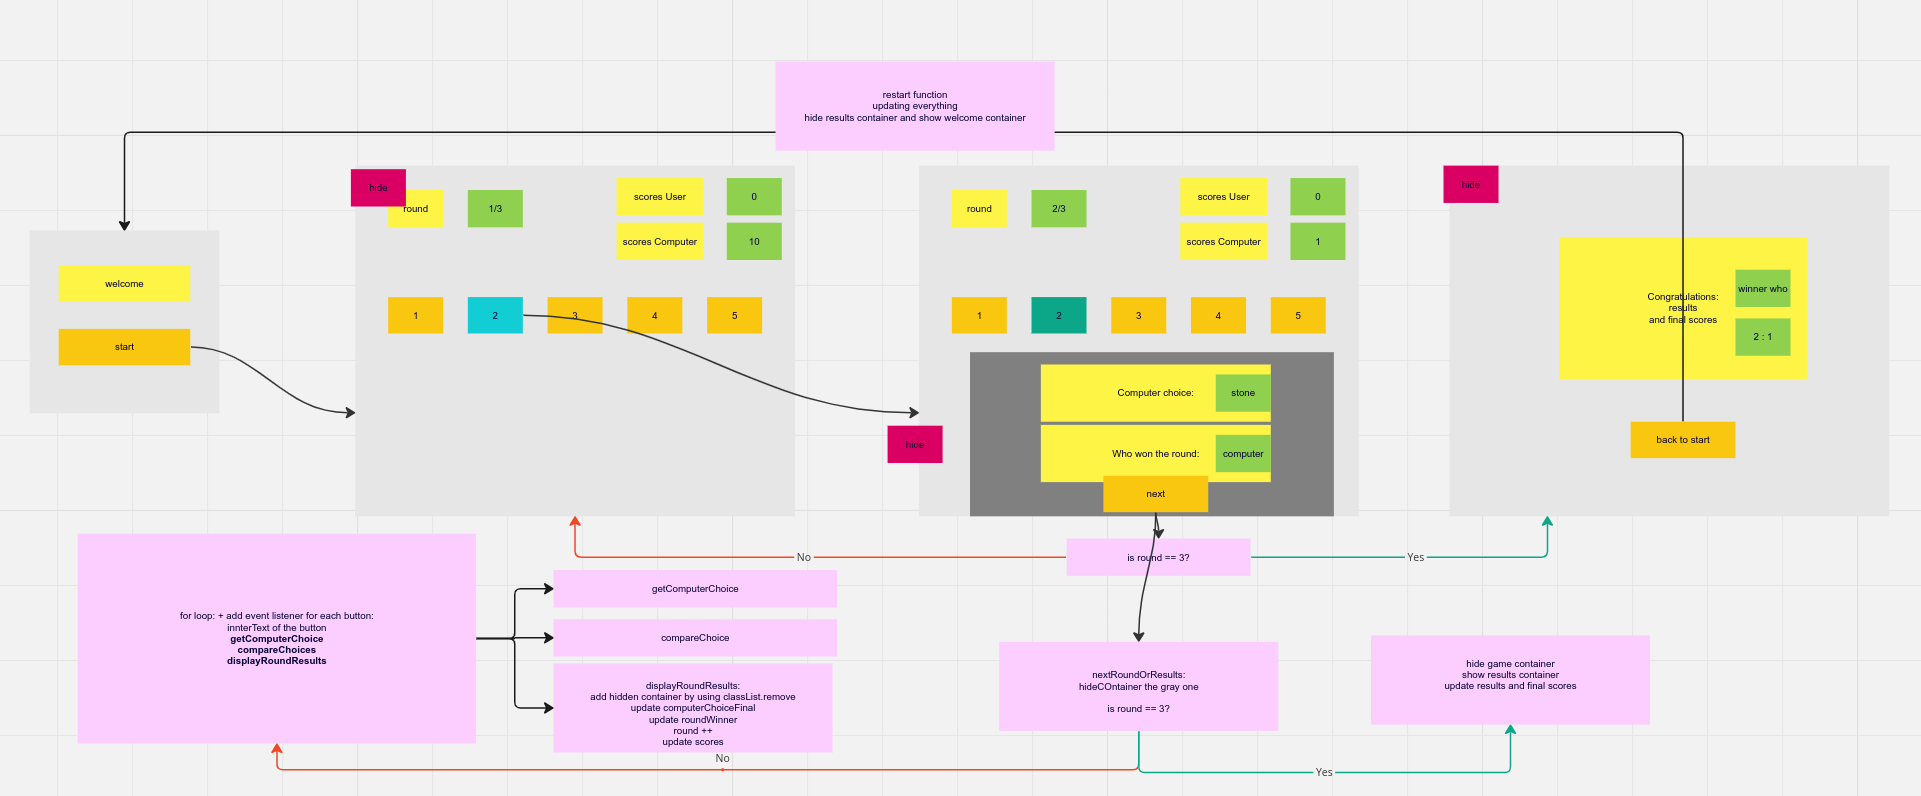 restart function
updating everything
hide results container and show welcome container
welcome
start
hide
round
1/3
scores User
0
scores Computer
10
1
2
3
4
5
round
2/3
scores User
0
scores Computer
1
1
2
3
4
5
hide
Computer choice:
stone
Who won the round:
computer
next
hide
Congratulations:
results
and final scores
winner who
2 : 1
back to start
No
is round == 3?
Yes
for loop: + add event listener for each button:
innterText of the button
getComputerChoice
compareChoices
displayRoundResults
getComputerChoice
compareChoice
displayRoundResults:
add hidden container by using classList.remove
update computerChoiceFinal
update roundWinner
round ++
update scores
nextRoundOrResults:
hideCOntainer the gray one
is round == 3?
hide game container
show results container
update results and final scores
No
Yes